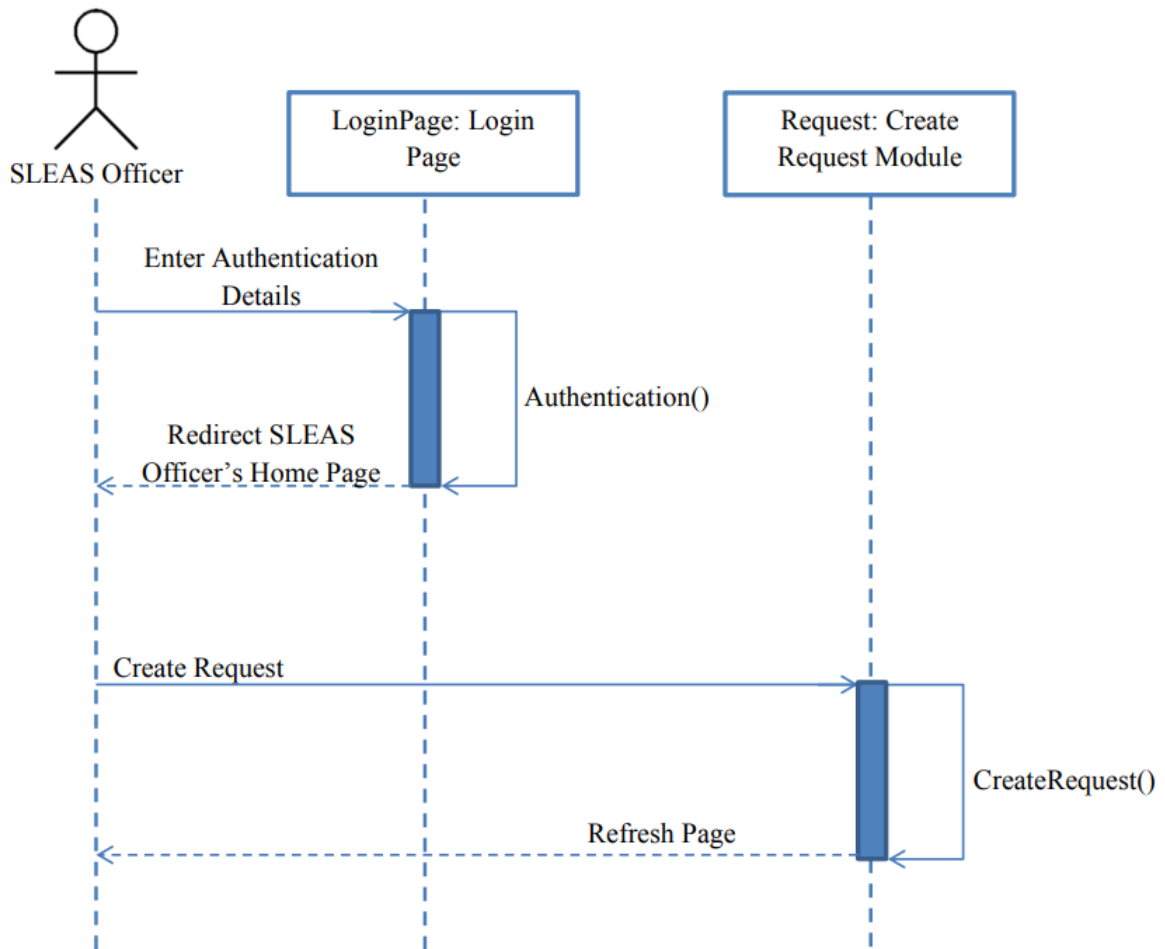 SLEAS Officer
LoginPage: Login
Page
Request: Create
Request Module
Enter Authentication
Details
Authentication()
Redirect SLEAS
Officer’s Home Page
Create Request
CreateRequest()
Refresh Page